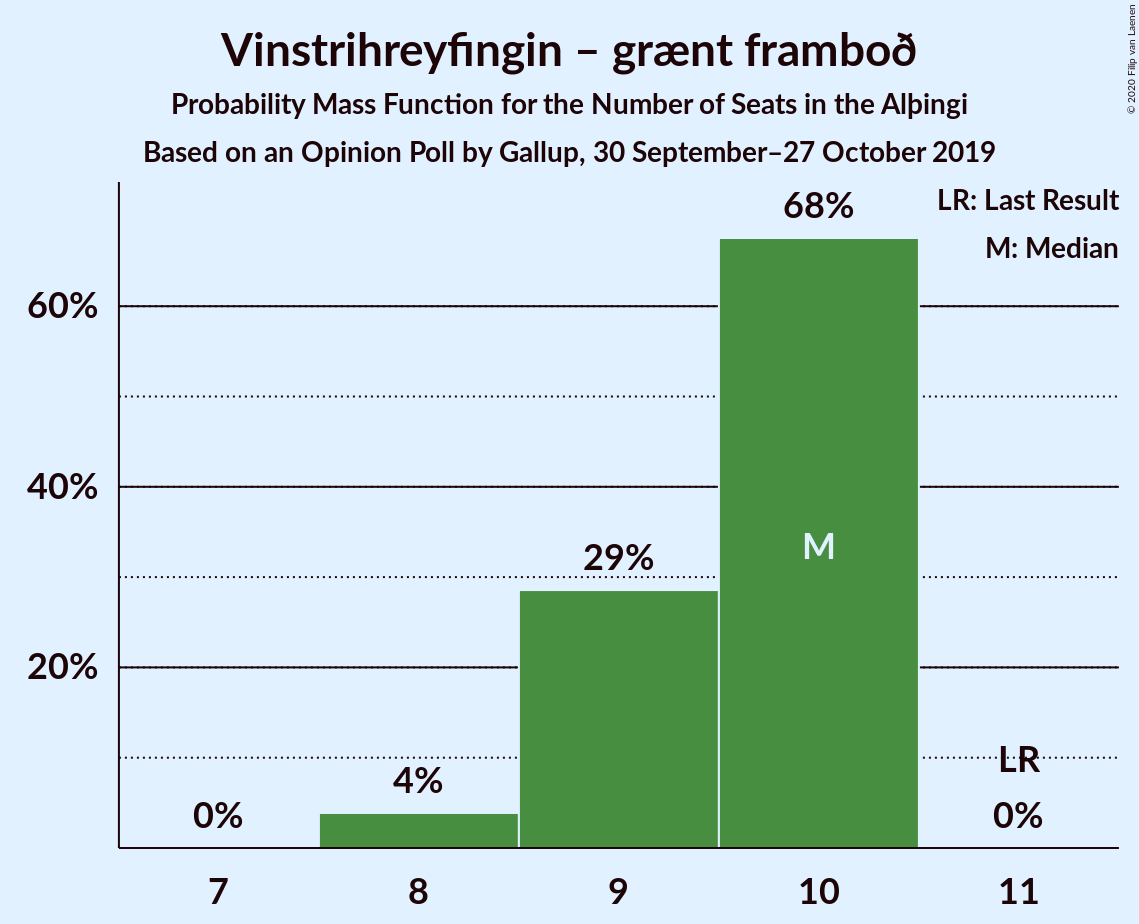 Vinstrihreyfingin – grænt framboð
Probability Mass Function for the Number of Seats in the Alþingi
Based on an Opinion Poll by Gallup, 30 September–27 October 2019
© 2020 Filip van Laenen
LR: Last Result
M: Median
68%
60%
40%
29%
M
20%
LR
4%
0%
0%
7
8
9
10
11